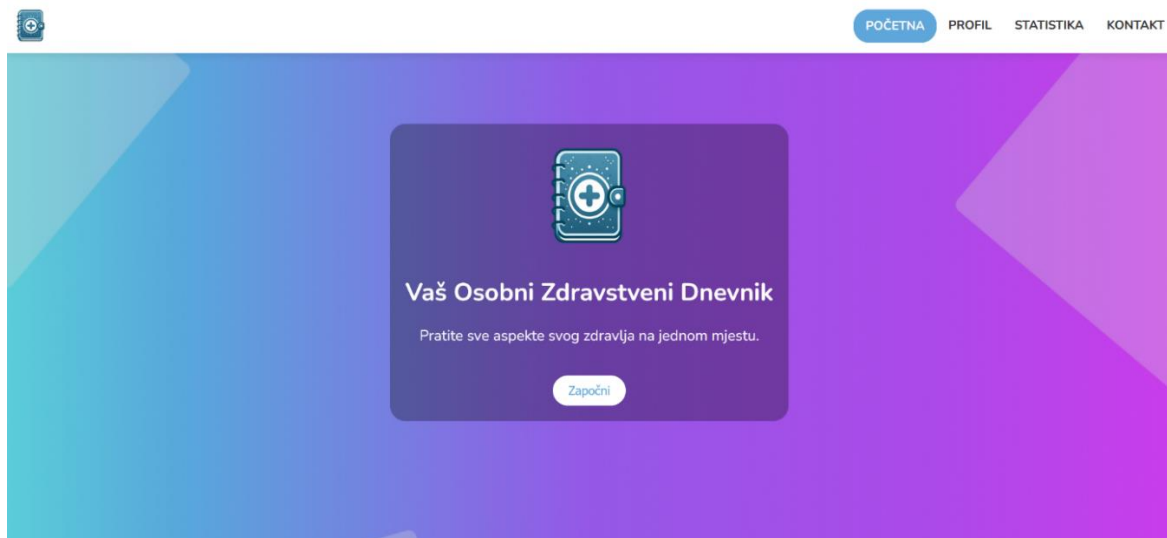 POČETNA PROFIL STATISTIKA KONTAKT
Vaš Osobni Zdravstveni Dnevnik
Pratite sve aspekte svog zdravlja na jednom mjestu.
Započni